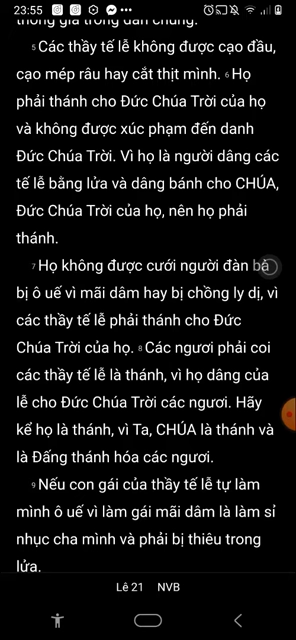 23:55
thông gia trong dân chúng.
5 Các thầy tế lễ không được cạo đầu,
cạo mép râu hay cắt thịt mình. 6 Họ
phải thánh cho Đức Chúa Trời của họ
và không được xúc phạm đến danh
Đức Chúa Trời. Vì họ là người dâng các
tế lễ bằng lửa và dâng bánh cho CHÚA,
Đức Chúa Trời của họ, nên họ phải
thánh.
7 Họ không được cưới người đàn bà
bị ô uế vì mãi dâm hay bị chồng ly dị, vì
các thầy tế lễ phải thánh cho Đức
Chúa Trời của họ. 8 Các ngươi phải coi
các thầy tế lễ là thánh, vì họ dâng của
lễ cho Đức Chúa Trời các ngươi. Hãy
kể họ là thánh, vì Ta, CHÚA là thánh và
là Đấng thánh hóa các ngươi.
9 Nếu con gái của thầy tế lễ tự làm
mình ô uế vì làm gái mãi dâm là làm sỉ
nhục cha mình và phải bị thiêu trong
lửa.
Lê 21 NVB